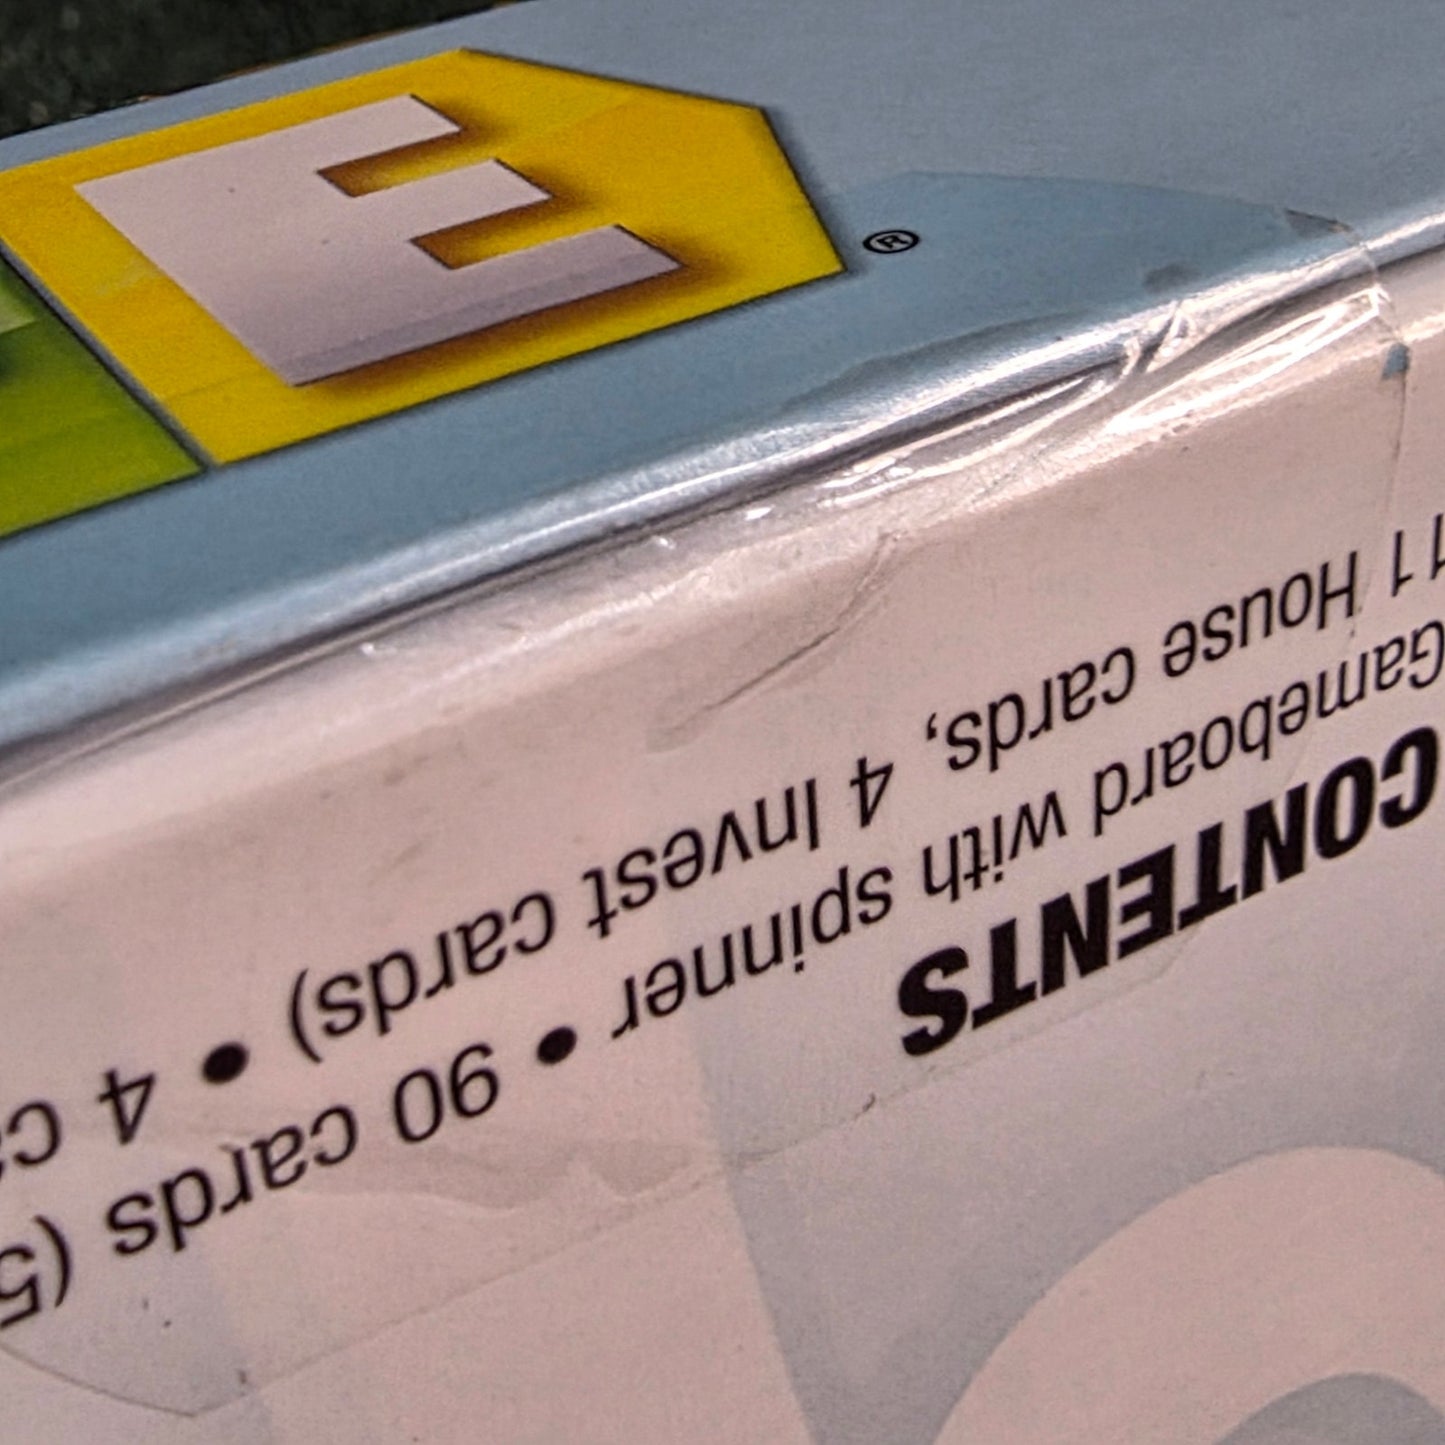 E®
CONTENTS
Gameboard with spinner • 90 cards (5
11 House cards, 4 Invest cards) • 4